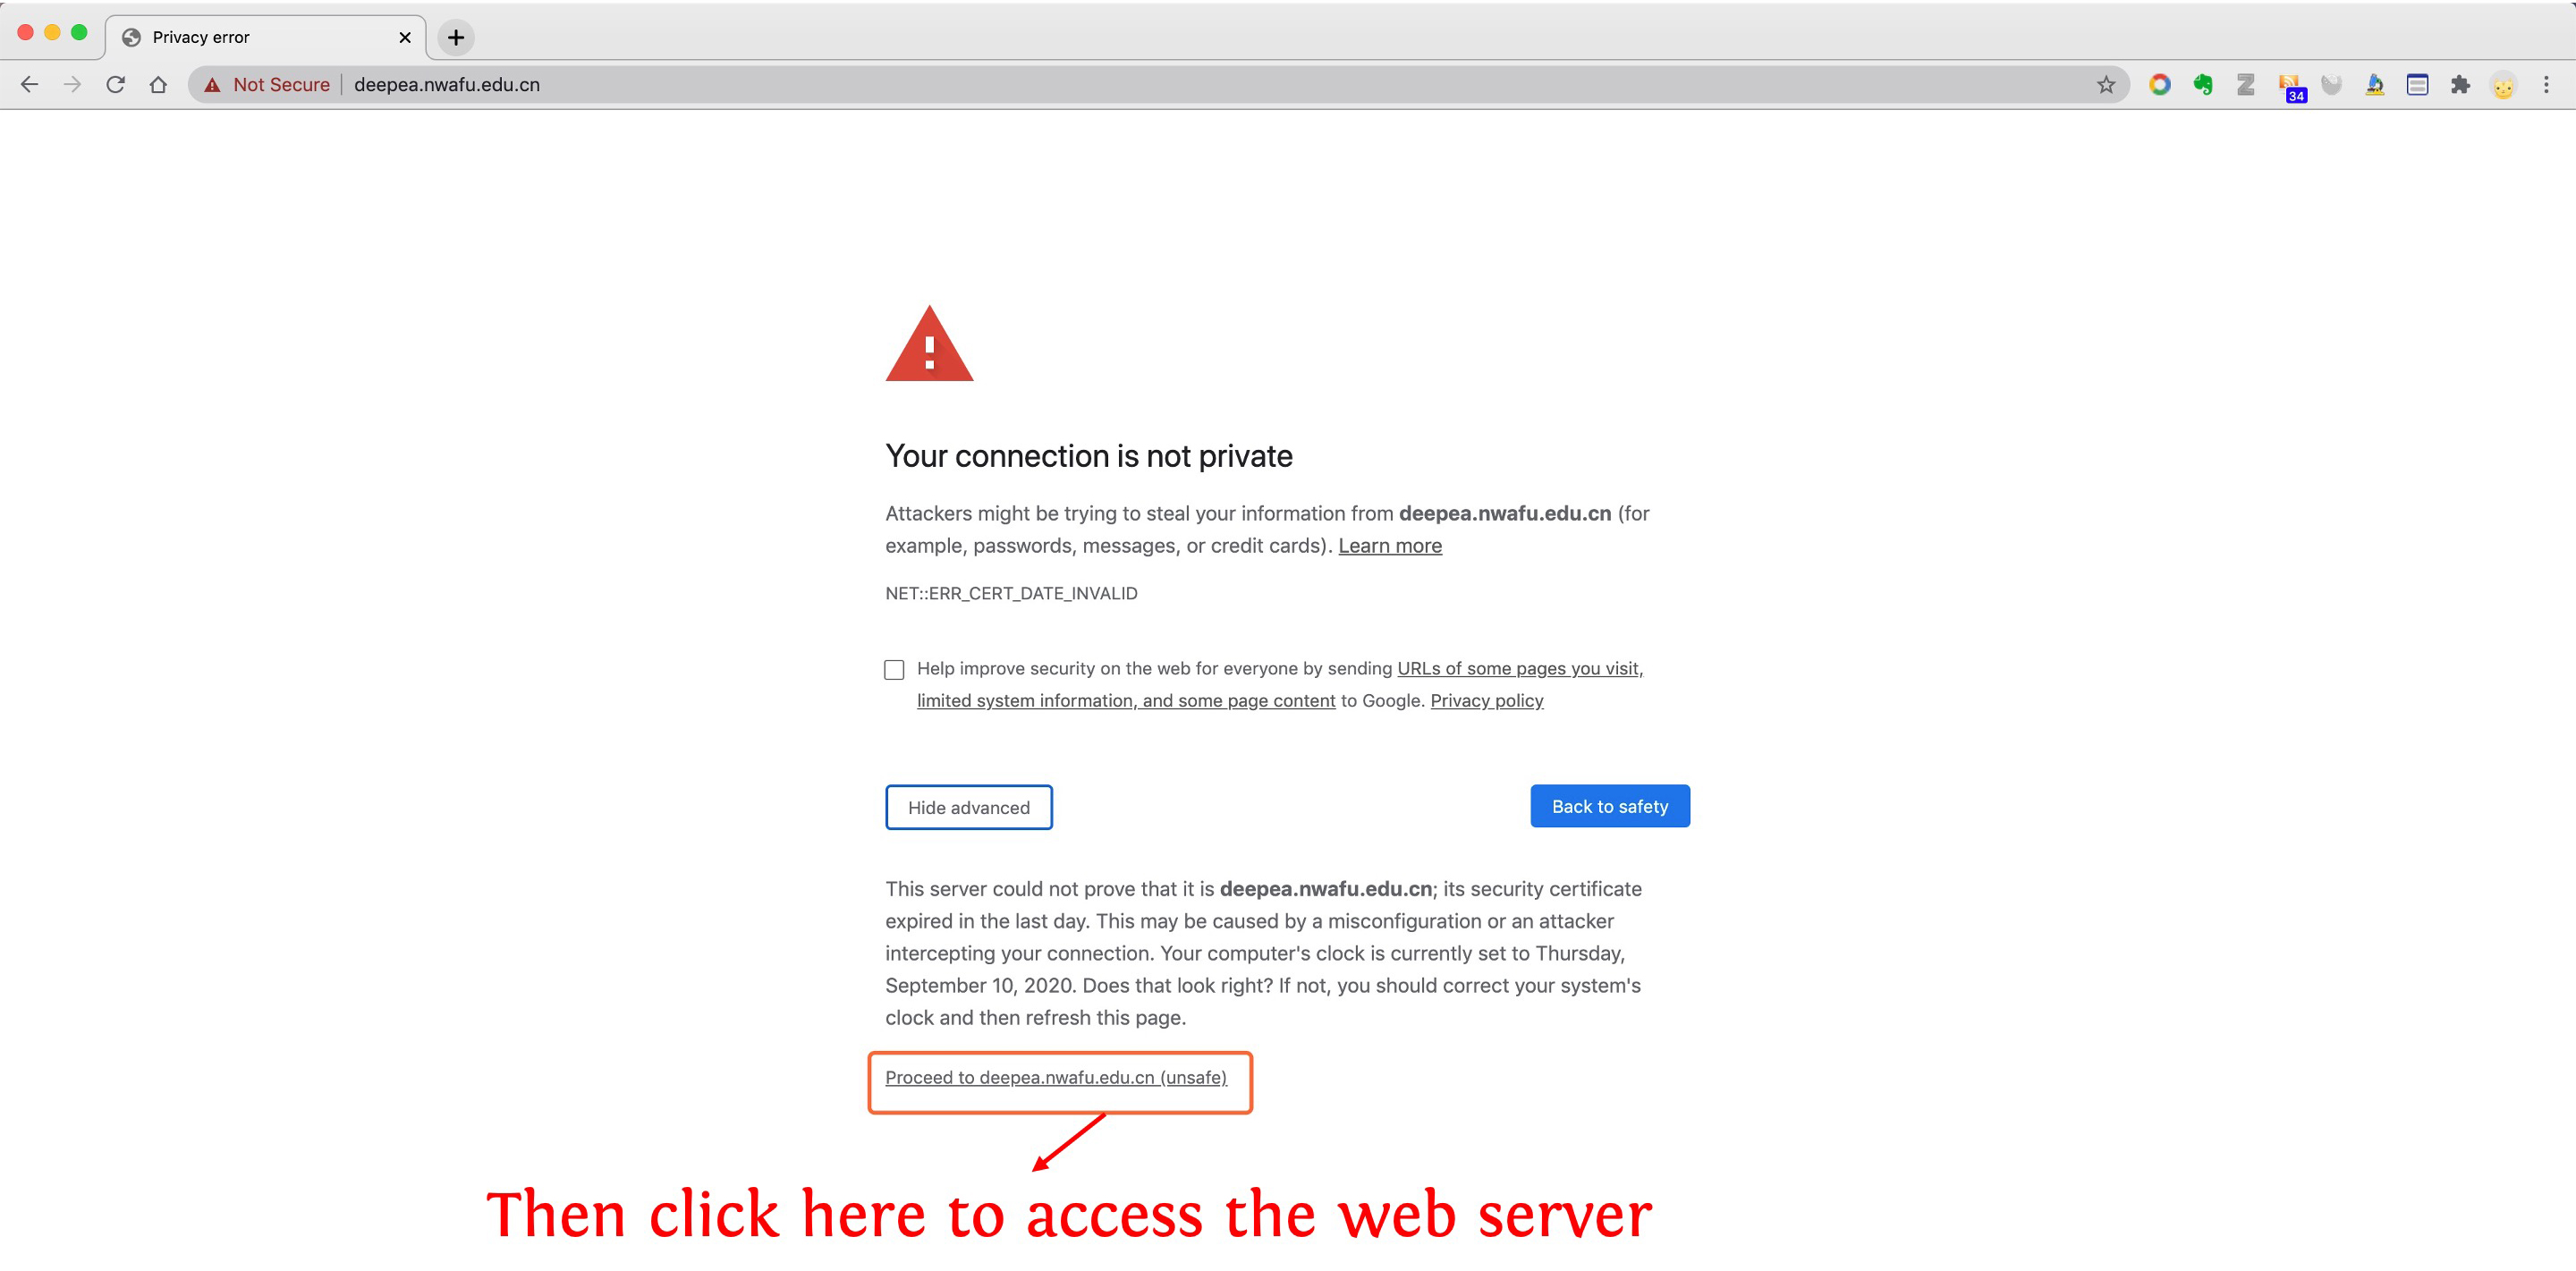 Privacy error
Not Secure
deepea.nwafu.edu.cn
34
Your connection is not private
Attackers might be trying to steal your information from deepea.nwafu.edu.cn (for
example, passwords, messages, or credit cards). Learn more
NET::ERR_CERT_DATE_INVALID
Help improve security on the web for everyone by sending URLs of some pages you visit,
limited system information, and some page content to Google. Privacy policy
Hide advanced
Back to safety
This server could not prove that it is deepea.nwafu.edu.cn; its security certificate
expired in the last day. This may be caused by a misconfiguration or an attacker
intercepting your connection. Your computer's clock is currently set to Thursday,
September 10, 2020. Does that look right? If not, you should correct your system's
clock and then refresh this page.
Proceed to deepea.nwafu.edu.cn (unsafe)
Then click here to access the web server